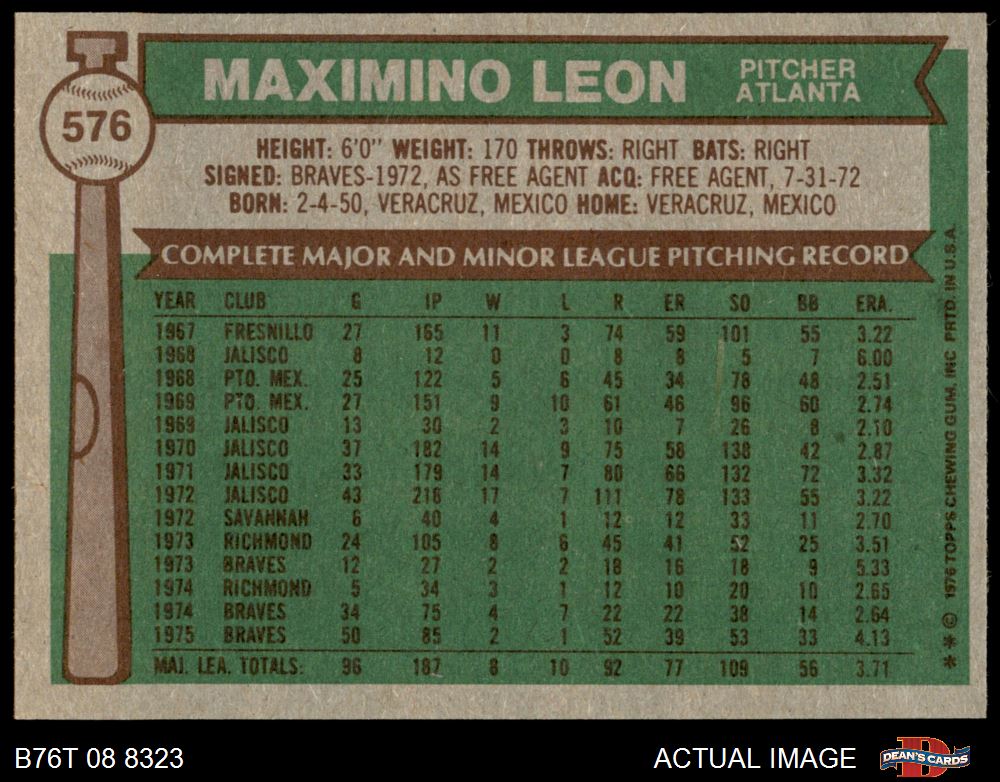 576
MAXIMINO LEON
PITCHER
ATLANTA
HEIGHT: 6'0" WEIGHT: 170 THROWS: RIGHT BATS: RIGHT
SIGNED: BRAVES-1972, AS FREE AGENT ACQ: FREE AGENT, 7-31-72
BORN: 2-4-50, VERACRUZ, MEXICO HOME: VERACRUZ, MEXICO
COMPLETE MAJOR AND MINOR LEAGUE PITCHING RECORD
YEAR CLUB G IP W L R ER SO BB ERA.
1967 FRESNILLO 27 165 11 3 74 59 101 55 3.22
1968 JALISCO 8 12 0 0 8 8 5 7 6.00
1968 PTO. MEX. 25 122 5 6 45 34 78 48 2.51
1969 PTO. MEX. 27 151 9 10 61 46 96 60 2.74
1969 JALISCO 13 30 2 3 10 7 26 8 2.10
1970 JALISCO 37 182 14 9 75 58 138 42 2.87
1971 JALISCO 33 179 14 7 80 66 132 72 3.32
1972 JALISCO 43 218 17 7 111 78 133 55 3.22
1972 SAVANNAH 6 40 4 1 12 12 33 11 2.70
1973 RICHMOND 24 105 8 6 45 41 52 25 3.51
1973 BRAVES 12 27 2 2 18 16 18 9 5.33
1974 RICHMOND 5 34 3 1 12 10 20 10 2.65
1974 BRAVES 34 75 4 7 22 22 38 14 2.64
1975 BRAVES 50 85 2 1 52 39 53 33 4.13
MAJ. LEA. TOTALS: 96 187 8 10 92 77 109 56 3.71
* * © 1976 TOPPS CHEWING GUM, INC PRTD. IN U.S.A.
B76T 08 8323
ACTUAL IMAGE
DEAN'S CARDS